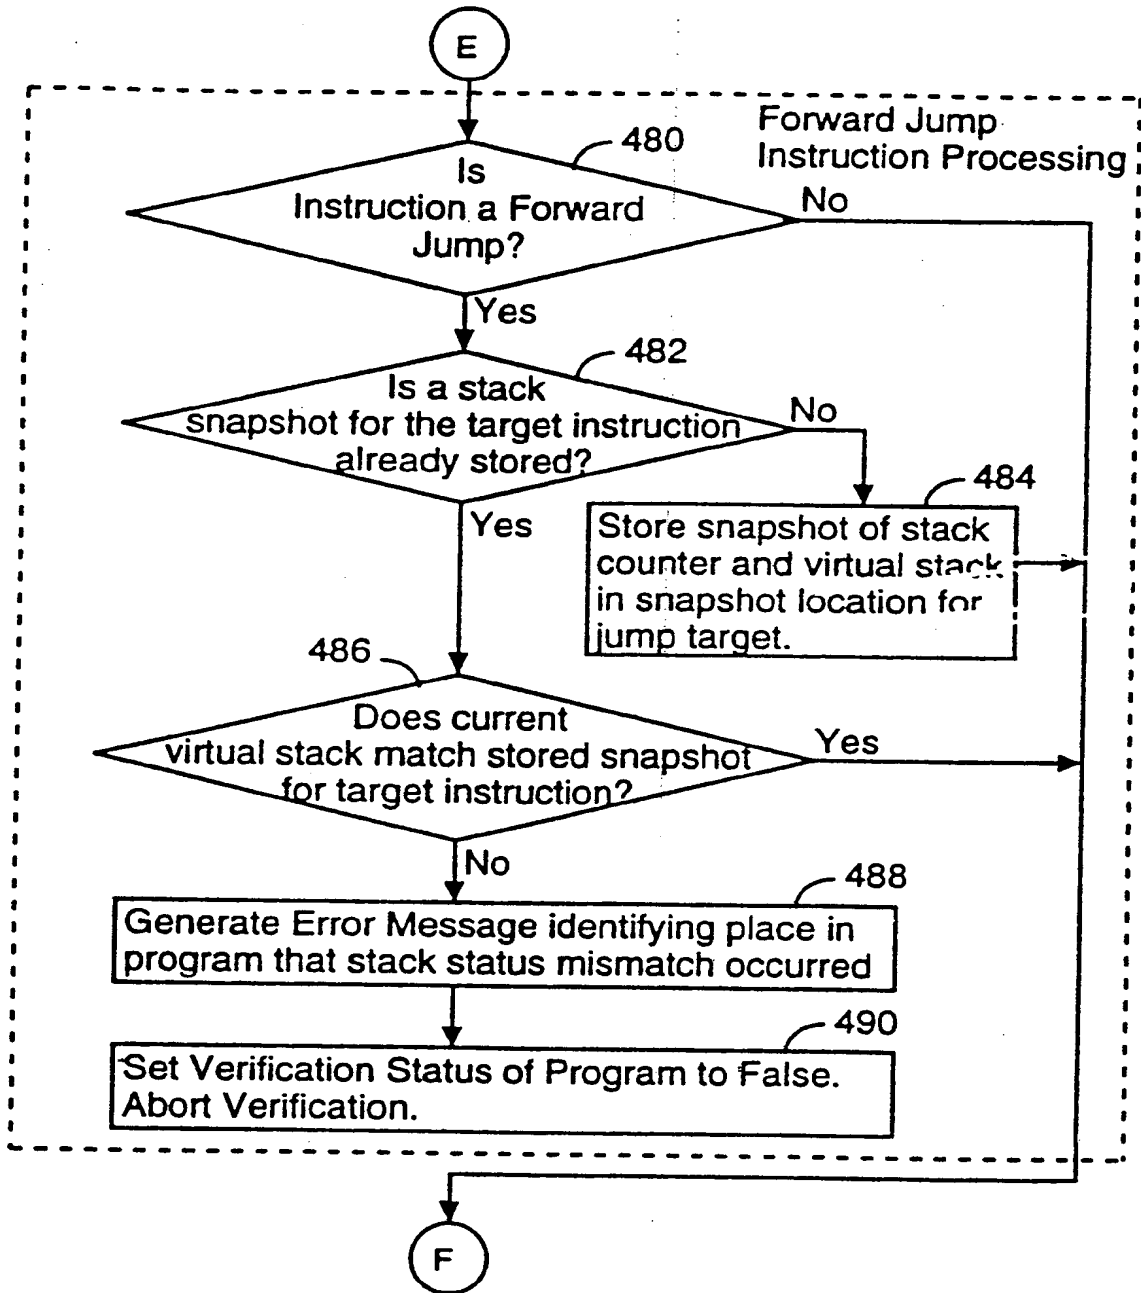 E
Forward Jump
Instruction Processing
480
Is
Instruction a Forward
Jump?
No
Yes
482
Is a stack
snapshot for the target instruction
already stored?
No
Yes
484
Store snapshot of stack
counter and virtual stack
in snapshot location for
jump target.
486
Does current
virtual stack match stored snapshot
for target instruction?
Yes
No
488
Generate Error Message identifying place in
program that stack status mismatch occurred
490
Set Verification Status of Program to False.
Abort Verification.
F